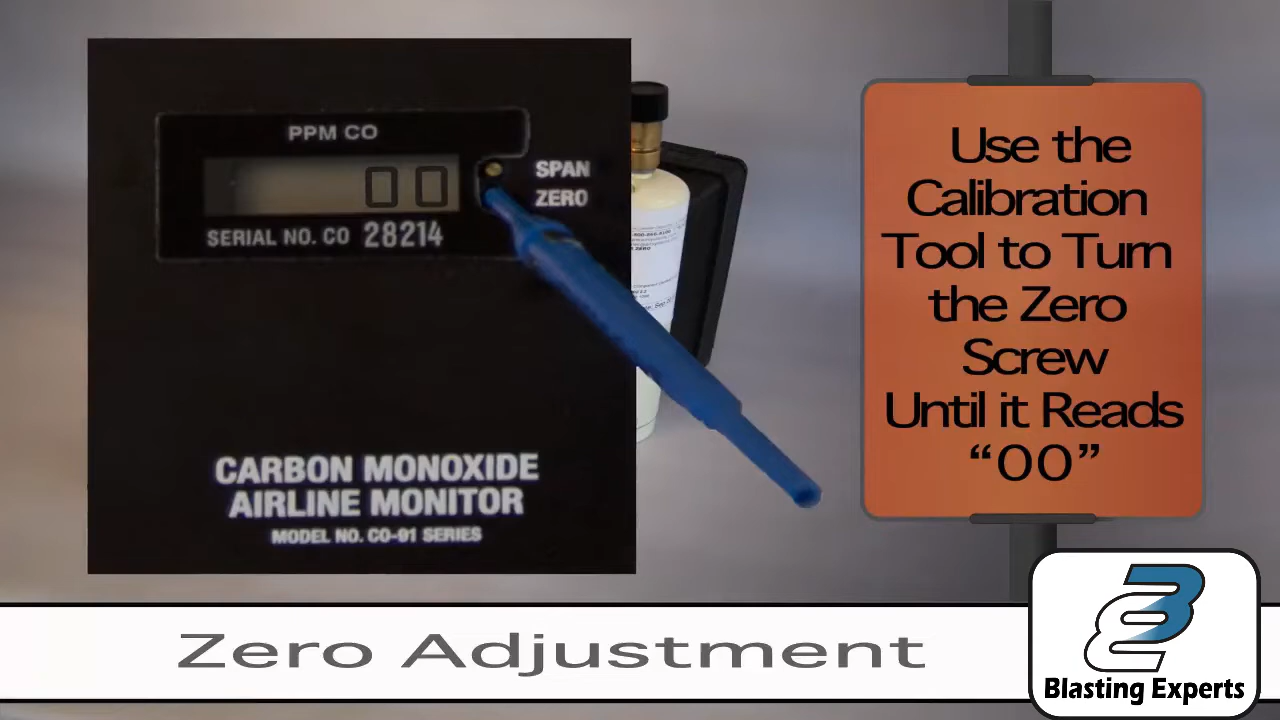 PPM CO
00
SPAN
ZERO
SERIAL NO. CO 28214
CARBON MONOXIDE
AIRLINE MONITOR
MODEL NO. CO-91 SERIES
Use the
Calibration
Tool to Turn
the Zero
Screw
Until it Reads
“00”
Zero Adjustment
Blasting Experts